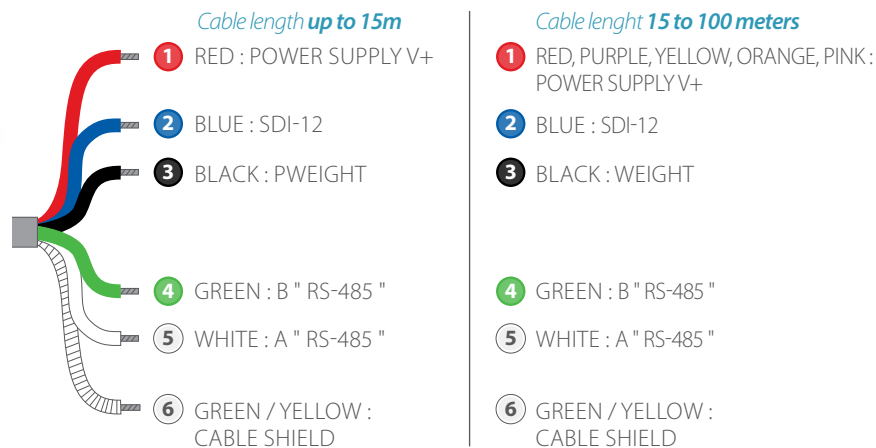 Cable length up to 15m
1 RED : POWER SUPPLY V+
2 BLUE : SDI-12
3 BLACK : PWEIGHT
4 GREEN : B " RS-485 "
5 WHITE : A " RS-485 "
6 GREEN / YELLOW :
CABLE SHIELD
Cable lenght 15 to 100 meters
1 RED, PURPLE, YELLOW, ORANGE, PINK :
POWER SUPPLY V+
2 BLUE : SDI-12
3 BLACK : WEIGHT
4 GREEN : B " RS-485 "
5 WHITE : A " RS-485 "
6 GREEN / YELLOW :
CABLE SHIELD